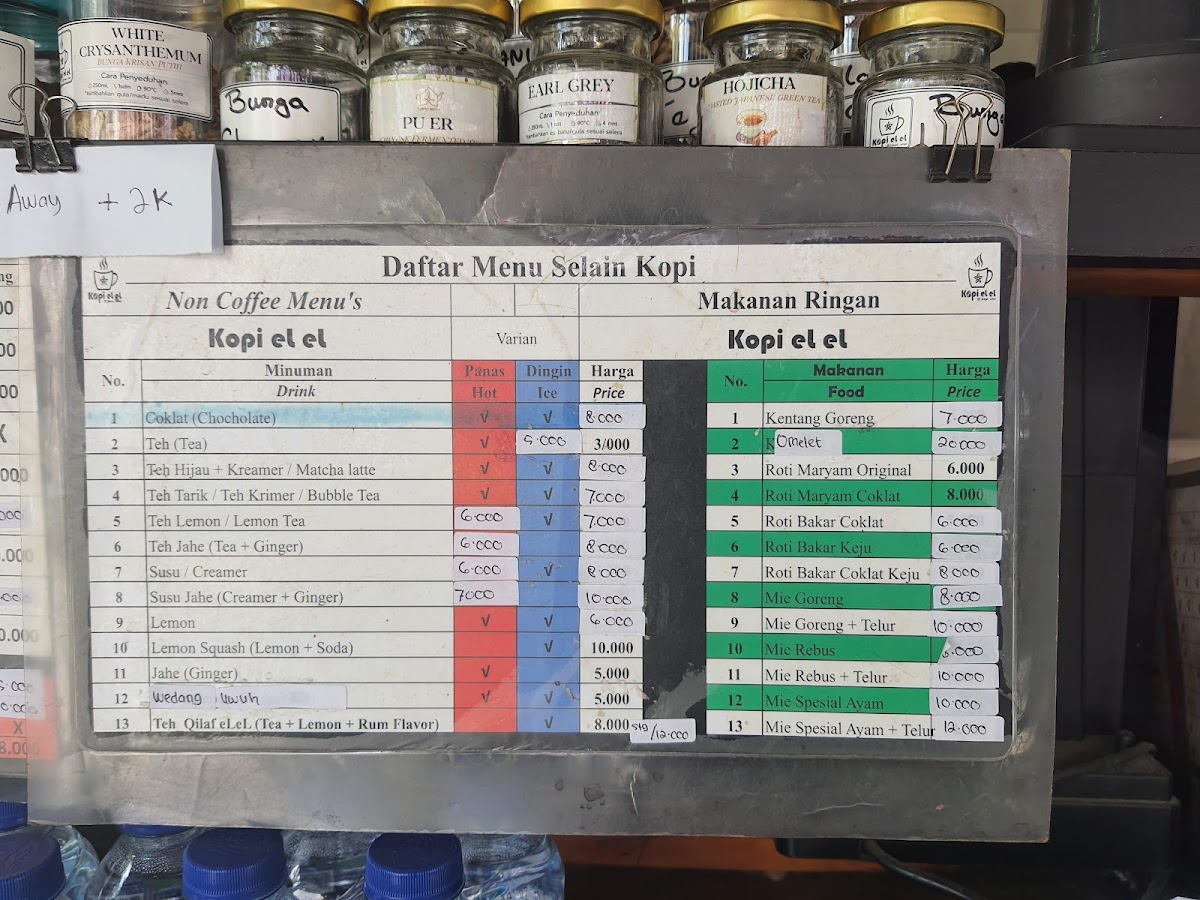 WHITE
CRYSANTHEMUM
BUNGA KRISAN PUTIH
Cara Penyeduhan
Bunga
PU ER
EARL GREY
Cara Penyeduhan
HOJICHA
ROASTED JAPANESE GREEN TEA
Kopi el el
Bunga
Away + 2K
Daftar Menu Selain Kopi
Kopi el el
Kopi el el
Non Coffee Menu's
Makanan Ringan
Kopi el el
Varian
Kopi el el
No. Minuman Panas Dingin Harga
Drink Hot Ice Price
1 Coklat (Chocholate) √ √ 8.000
2 Teh (Tea) √ 5.000 3/000
3 Teh Hijau + Kreamer / Matcha latte √ √ 8.000
4 Teh Tarik / Teh Krimer / Bubble Tea √ √ 7.000
5 Teh Lemon / Lemon Tea 6.000 √ 7.000
6 Teh Jahe (Tea + Ginger) 6.000 √ 8.000
7 Susu / Creamer 6.000 √ 8.000
8 Susu Jahe (Creamer + Ginger) 7000 √ 10.000
9 Lemon √ √ 6.000
10 Lemon Squash (Lemon + Soda) √ 10.000
11 Jahe (Ginger) √ √ 5.000
12 Wedang Uwuh √ √ 5.000
13 Teh Qilaf eLeL (Tea + Lemon + Rum Flavor) √ 8.000
/12.000
No. Makanan Harga
Food Price
1 Kentang Goreng 7.000
2 K Omelet 20.000
3 Roti Maryam Original 6.000
4 Roti Maryam Coklat 8.000
5 Roti Bakar Coklat 6.000
6 Roti Bakar Keju 6.000
7 Roti Bakar Coklat Keju 8.000
8 Mie Goreng 8.000
9 Mie Goreng + Telur 10.000
10 Mie Rebus .000
11 Mie Rebus + Telur 10.000
12 Mie Spesial Ayam 10.000
13 Mie Spesial Ayam + Telur 12.000